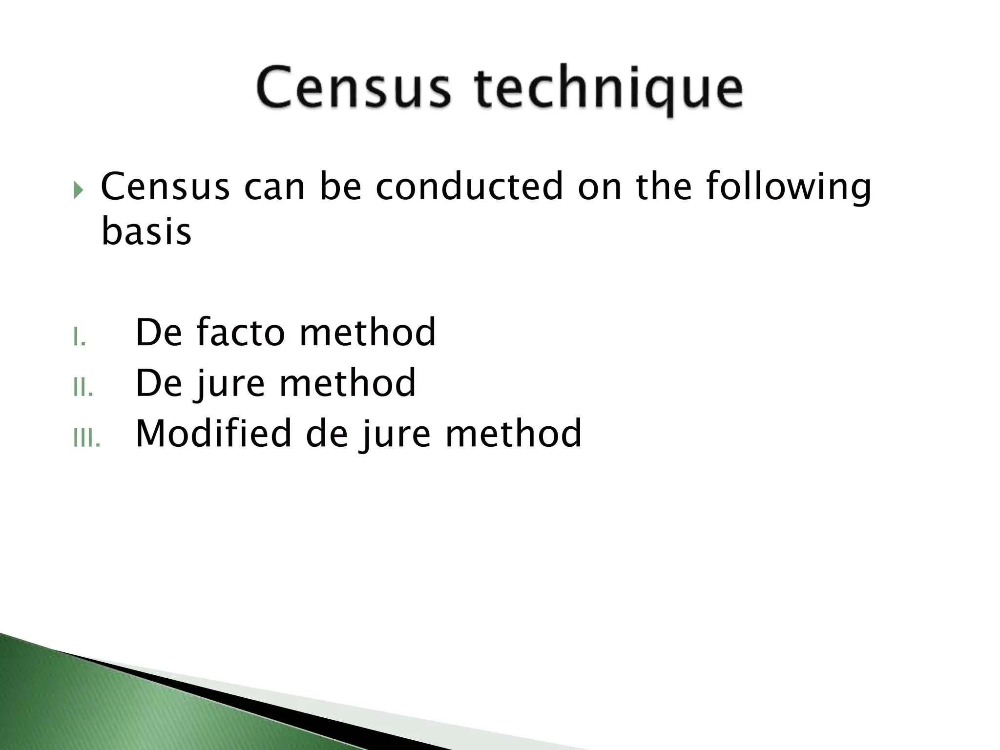 Census technique
Census can be conducted on the following
basis
I. De facto method
II. De jure method
III. Modified de jure method